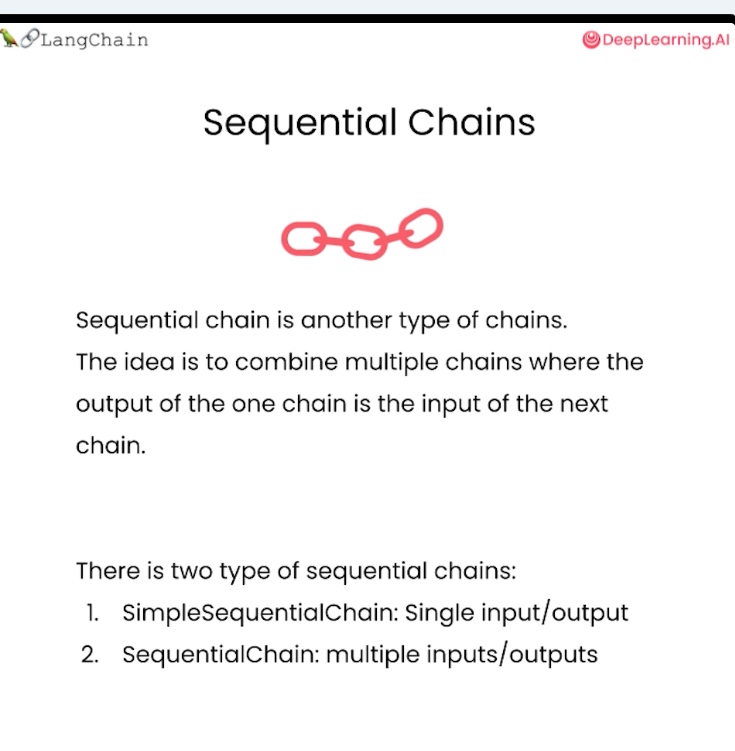 LangChain
DeepLearning.AI
Sequential Chains
Sequential chain is another type of chains.
The idea is to combine multiple chains where the
output of the one chain is the input of the next
chain.
There is two type of sequential chains:
1. SimpleSequentialChain: Single input/output
2. SequentialChain: multiple inputs/outputs